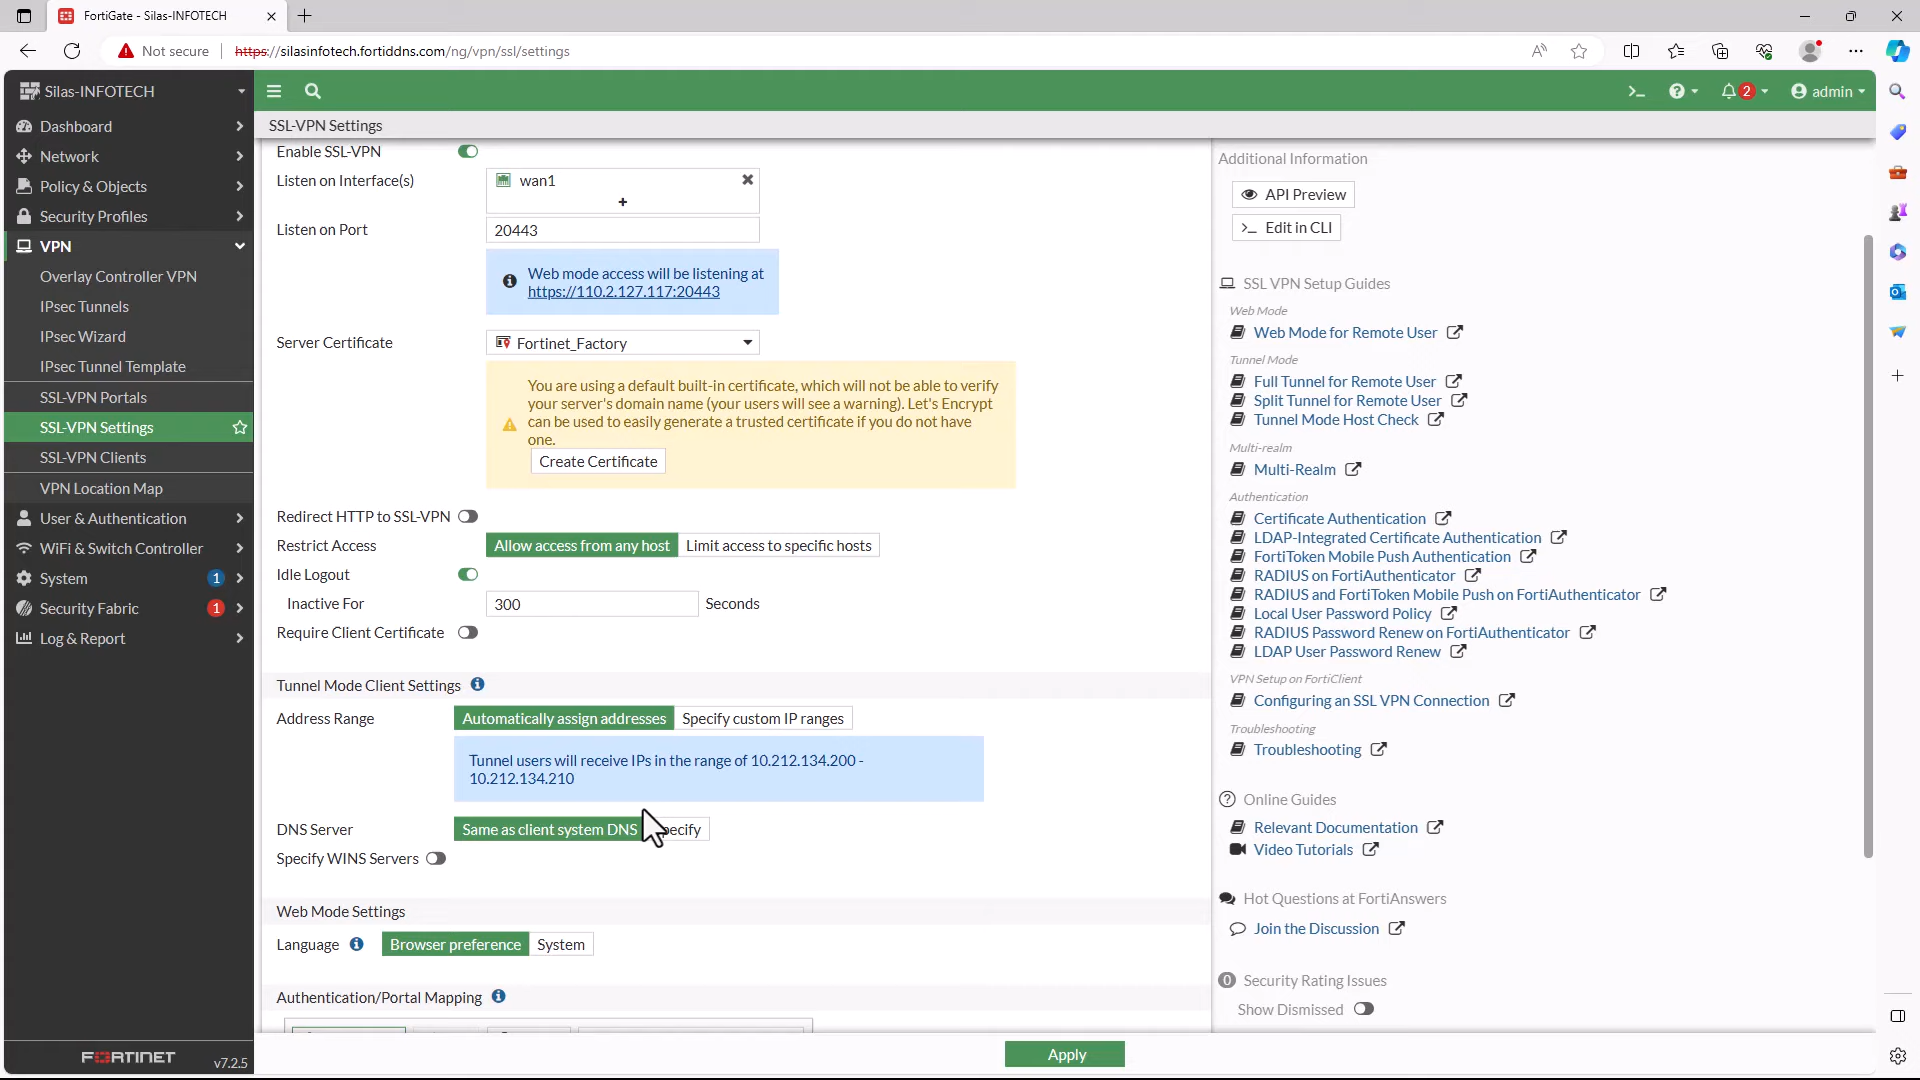 FortiGate - Silas-INFOTECH
Not secure
https://silasinfotech.fortiddns.com/ng/vpn/ssl/settings
Silas-INFOTECH
2
admin
Dashboard
Network
Policy & Objects
Security Profiles
VPN
Overlay Controller VPN
IPsec Tunnels
IPsec Wizard
IPsec Tunnel Template
SSL-VPN Portals
SSL-VPN Settings
SSL-VPN Clients
VPN Location Map
User & Authentication
WiFi & Switch Controller
System 1
Security Fabric 1
Log & Report
FORTINET v7.2.5
SSL-VPN Settings
Enable SSL-VPN
Listen on Interface(s) wan1
Listen on Port 20443
Web mode access will be listening at
https://110.2.127.117:20443
Server Certificate Fortinet_Factory
You are using a default built-in certificate, which will not be able to verify
your server's domain name (your users will see a warning). Let's Encrypt
can be used to easily generate a trusted certificate if you do not have
one.
Create Certificate
Redirect HTTP to SSL-VPN
Restrict Access Allow access from any host Limit access to specific hosts
Idle Logout
Inactive For 300 Seconds
Require Client Certificate
Tunnel Mode Client Settings
Address Range Automatically assign addresses Specify custom IP ranges
Tunnel users will receive IPs in the range of 10.212.134.200 -
10.212.134.210
DNS Server Same as client system DNS
Specify WINS Servers
Web Mode Settings
Language Browser preference System
Authentication/Portal Mapping
Apply
Additional Information
API Preview
>_ Edit in CLI
SSL VPN Setup Guides
Web Mode
Web Mode for Remote User
Tunnel Mode
Full Tunnel for Remote User
Split Tunnel for Remote User
Tunnel Mode Host Check
Multi-realm
Multi-Realm
Authentication
Certificate Authentication
LDAP-Integrated Certificate Authentication
FortiToken Mobile Push Authentication
RADIUS on FortiAuthenticator
RADIUS and FortiToken Mobile Push on FortiAuthenticator
Local User Password Policy
RADIUS Password Renew on FortiAuthenticator
LDAP User Password Renew
VPN Setup on FortiClient
Configuring an SSL VPN Connection
Troubleshooting
Troubleshooting
Online Guides
Relevant Documentation
Video Tutorials
Hot Questions at FortiAnswers
Join the Discussion
0 Security Rating Issues
Show Dismissed